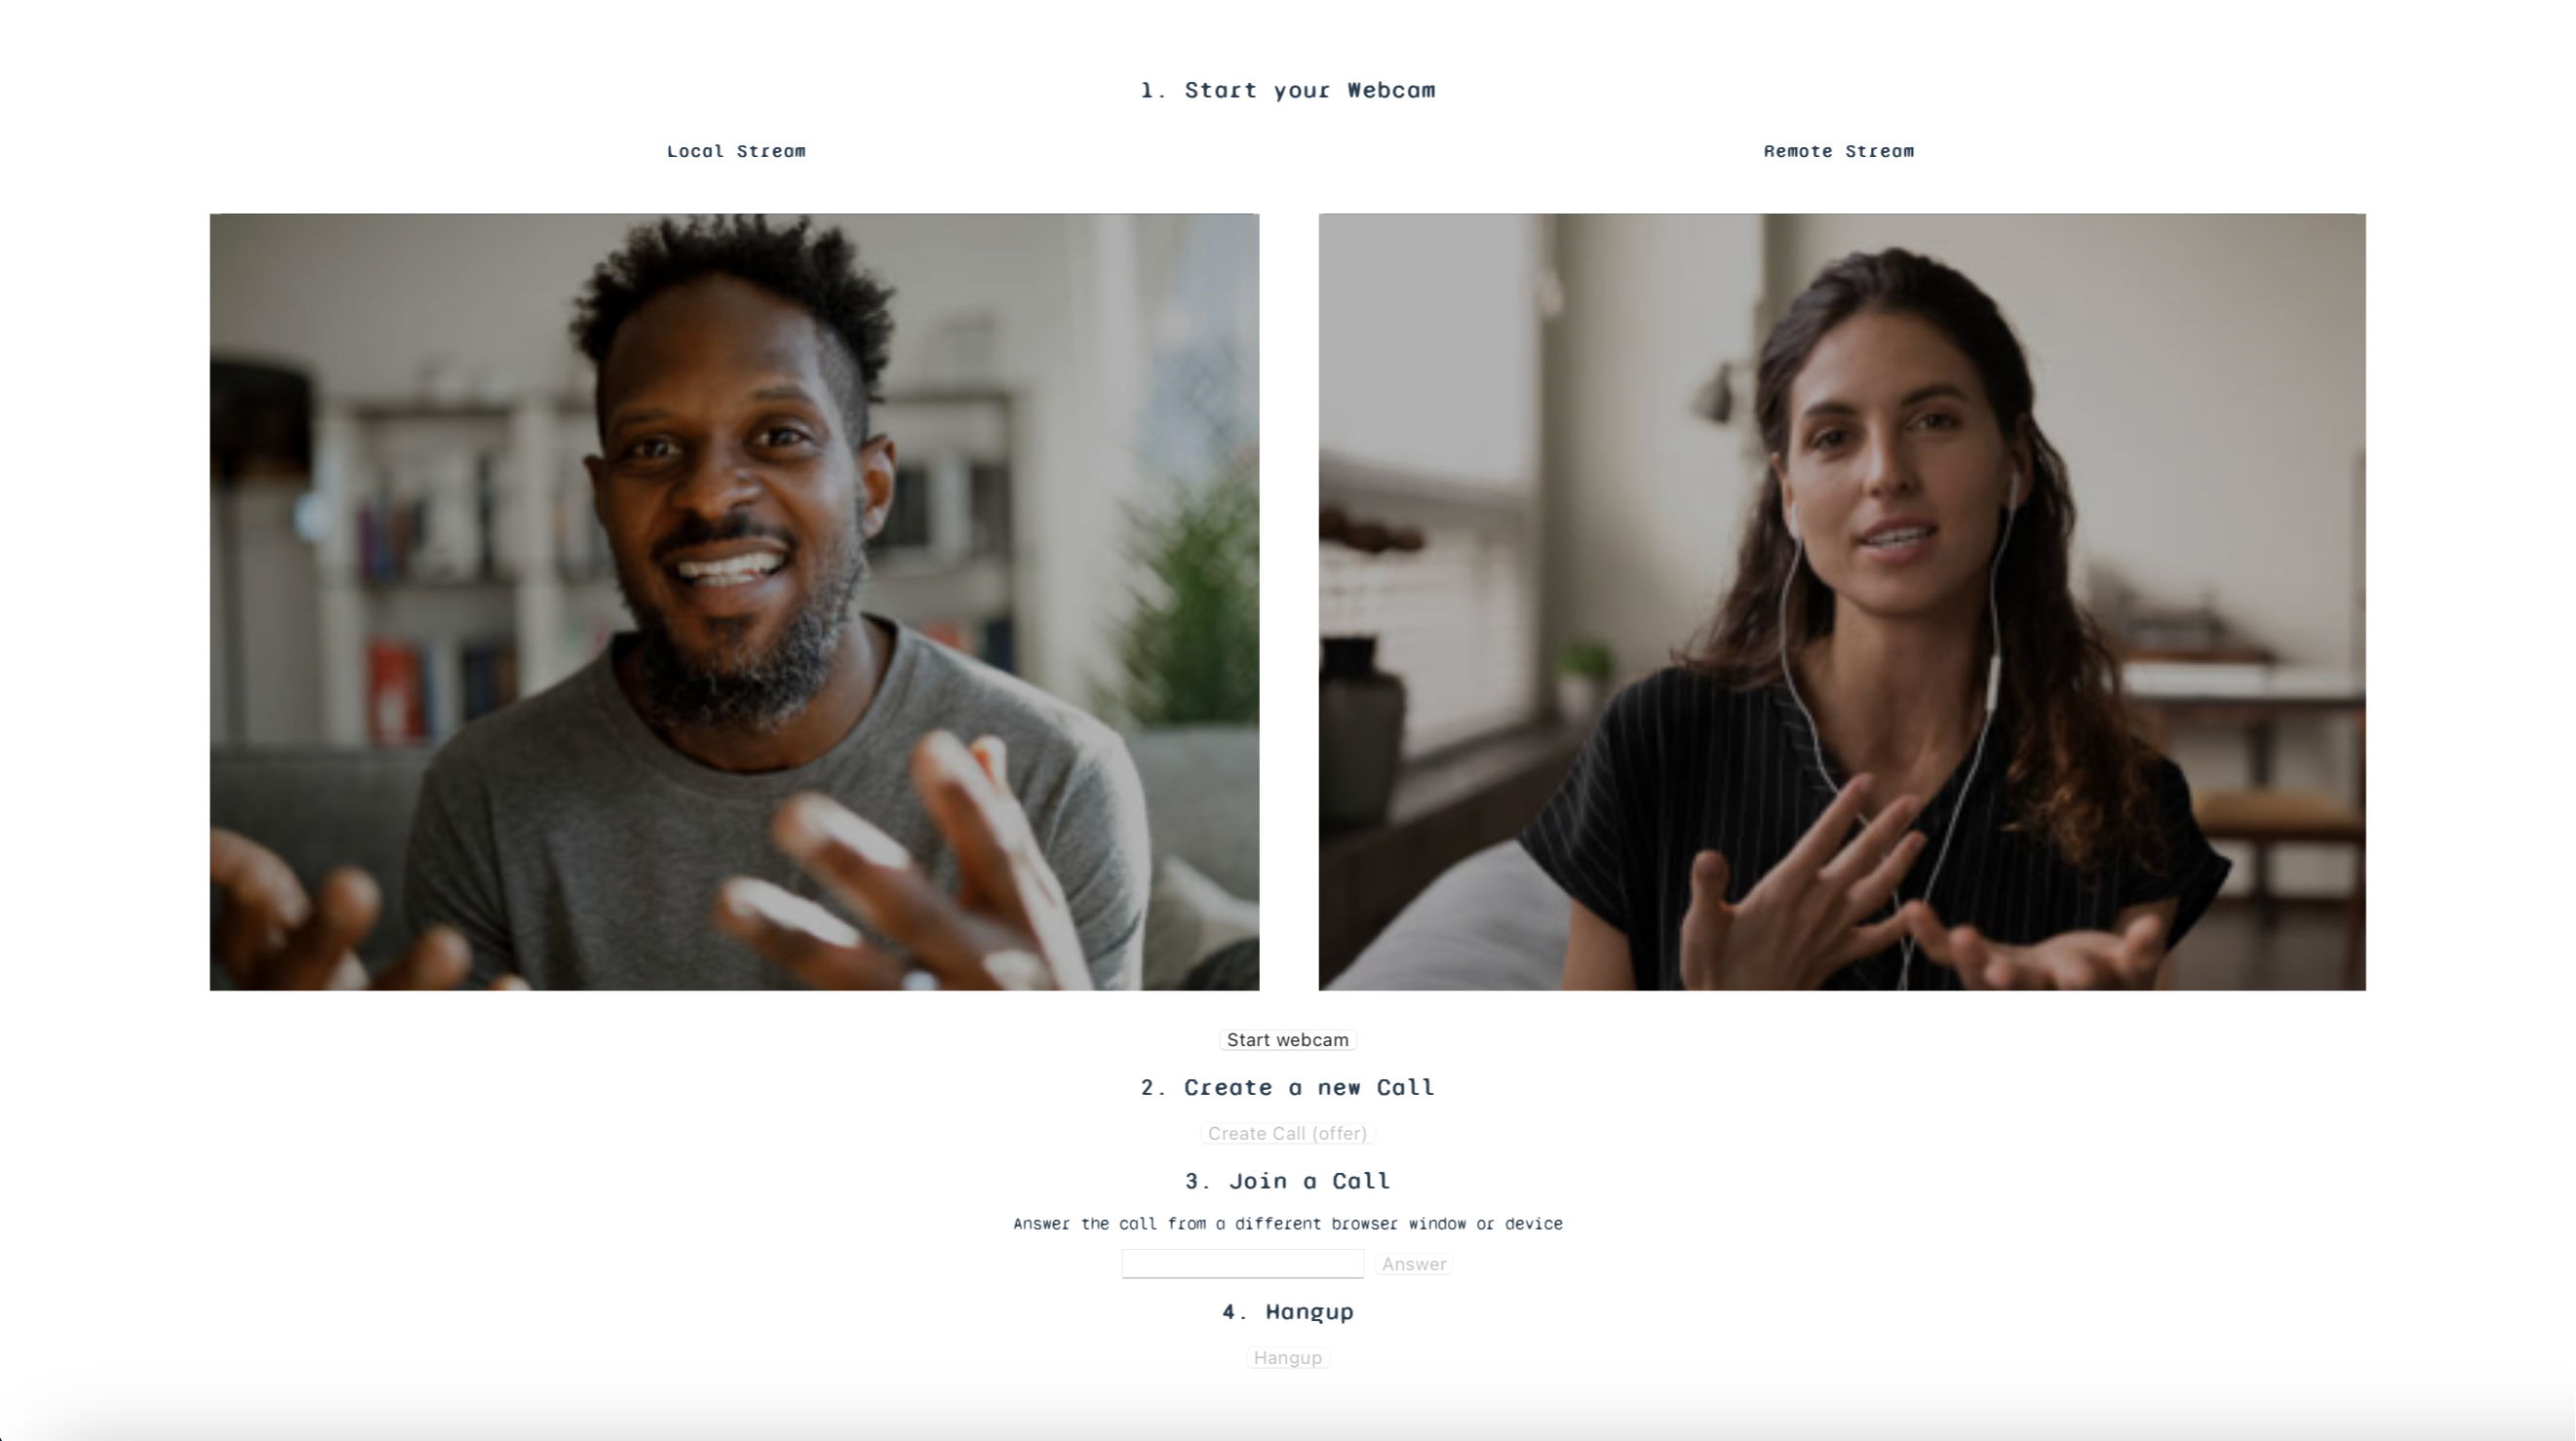 1. Start your Webcam
Local Stream
Remote Stream
Start webcam
2. Create a new Call
Create Call (offer)
3. Join a Call
Answer the call from a different browser window or device
Answer
4. Hangup
Hangup